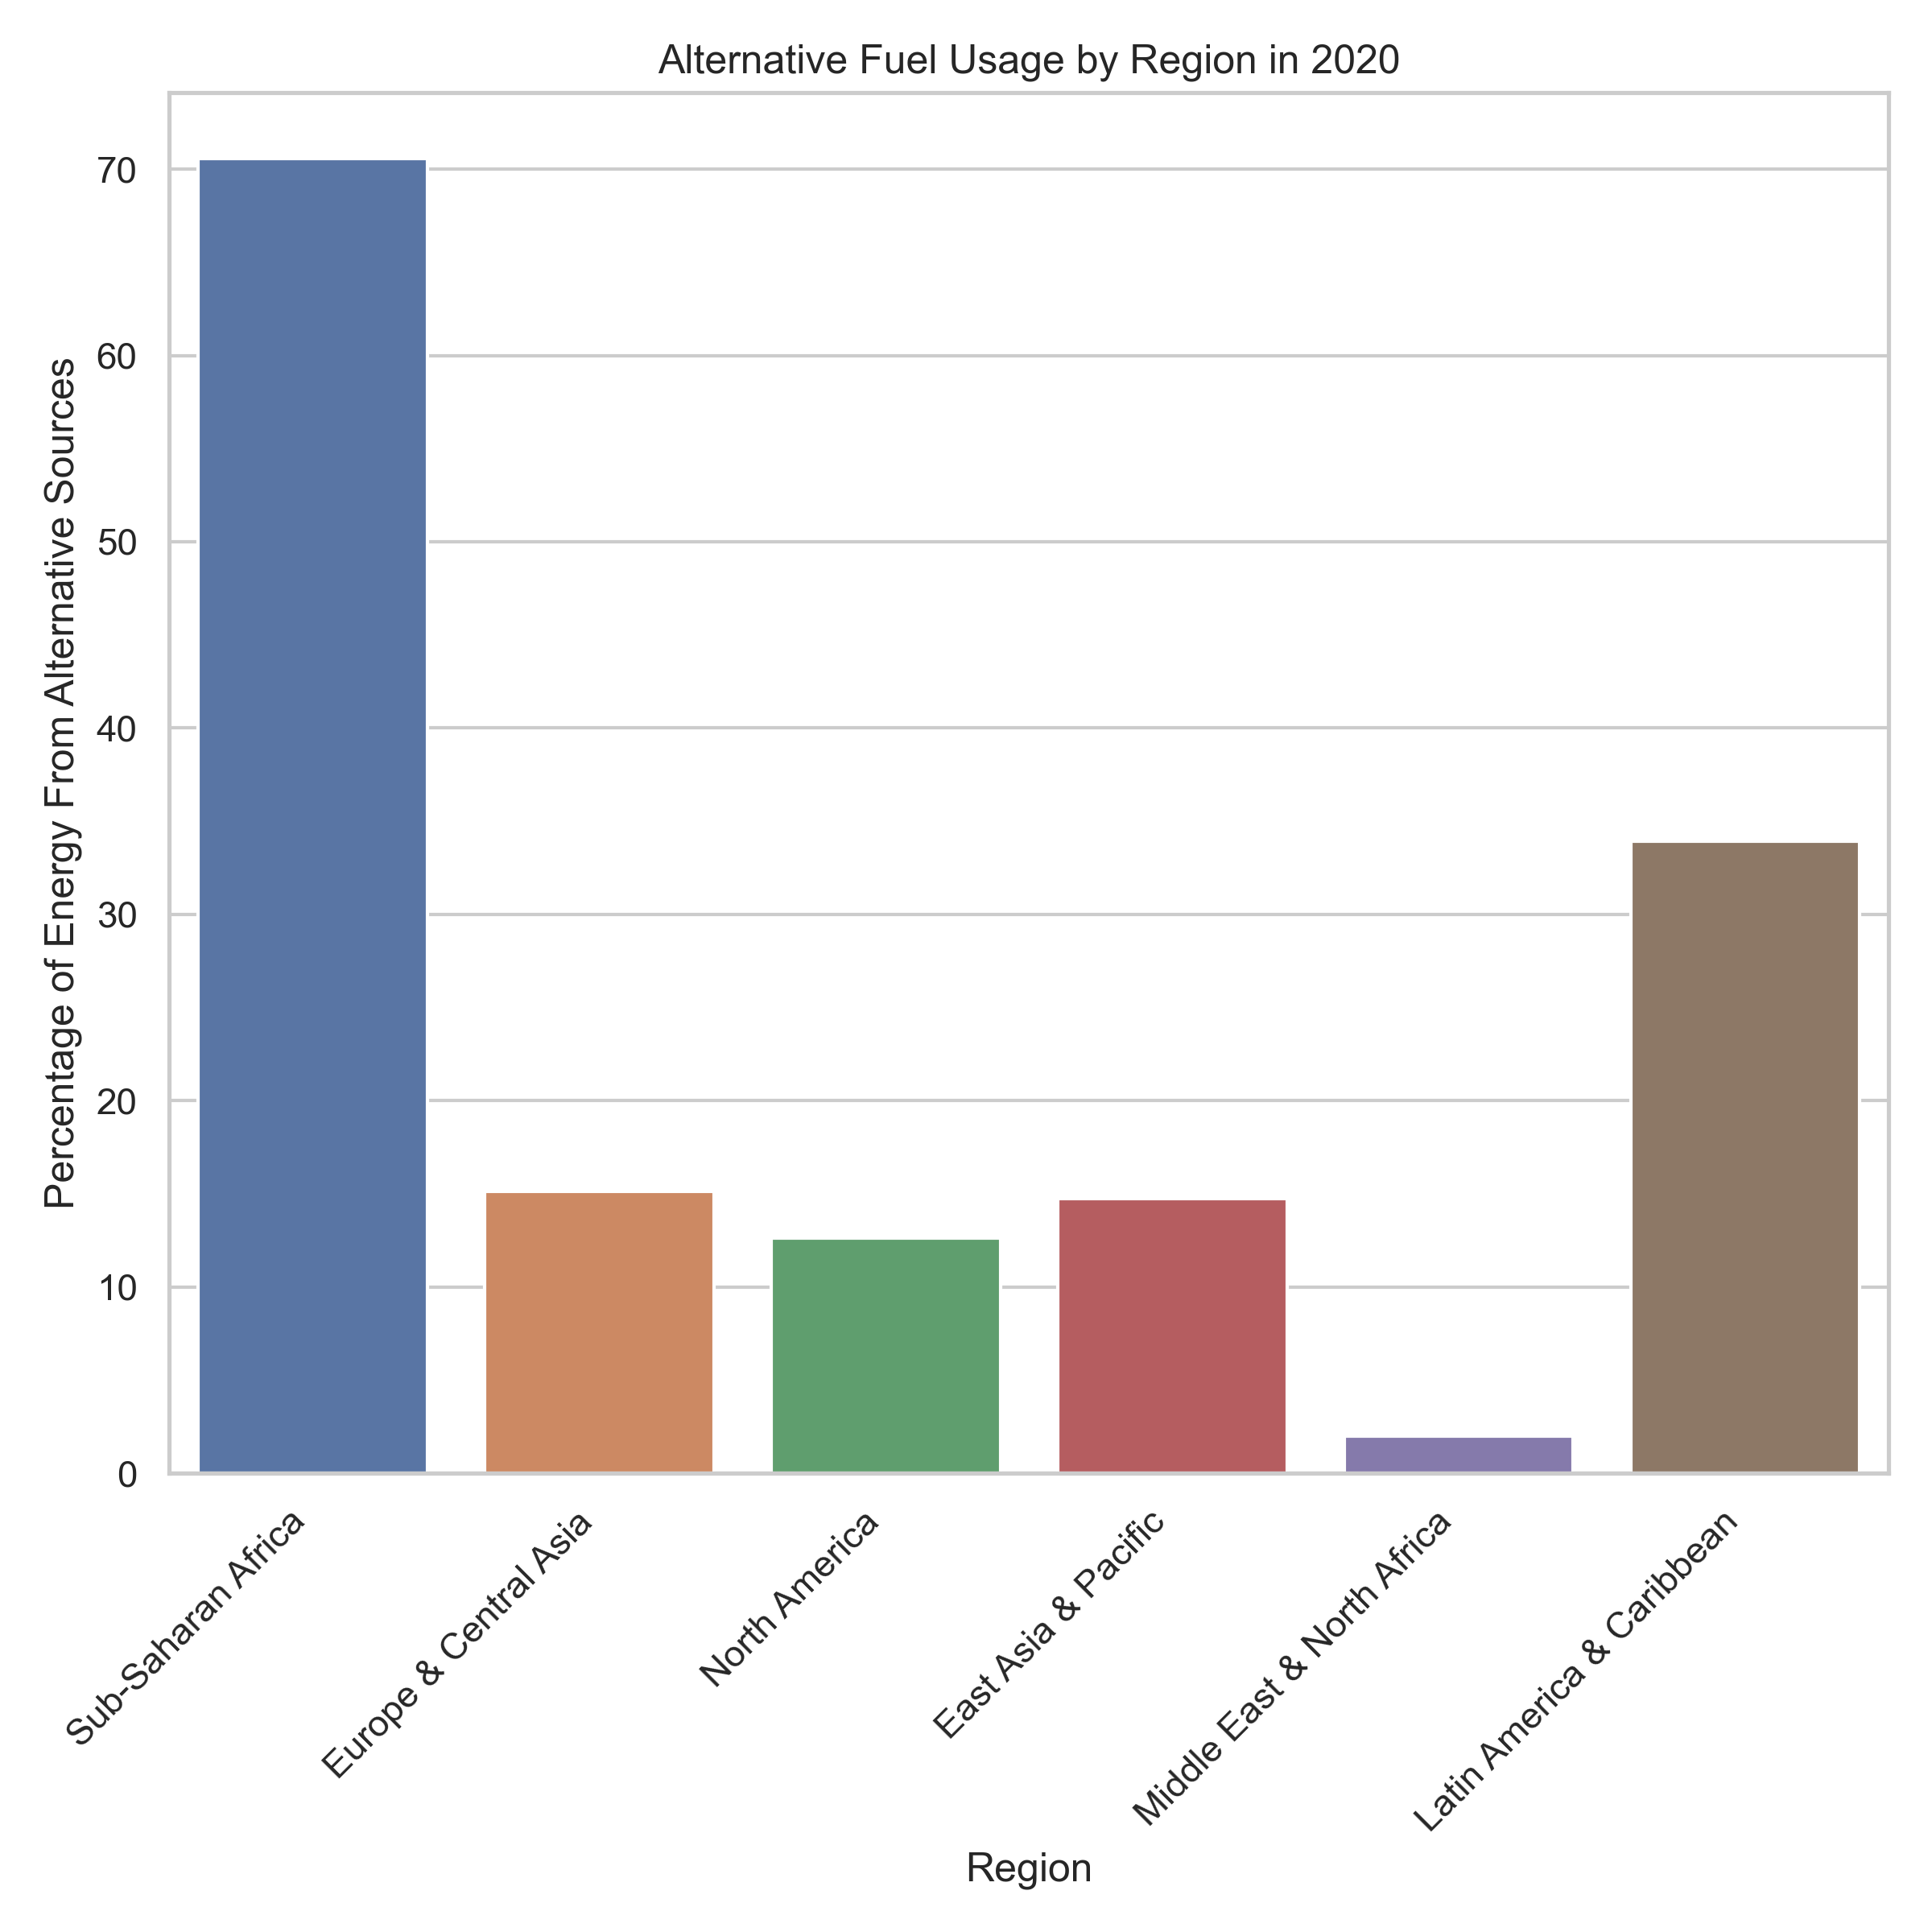 Alternative Fuel Usage by Region in 2020
Percentage of Energy From Alternative Sources
70
60
50
40
30
20
10
0
Sub-Saharan Africa
Europe & Central Asia
North America
East Asia & Pacific
Middle East & North Africa
Latin America & Caribbean
Region